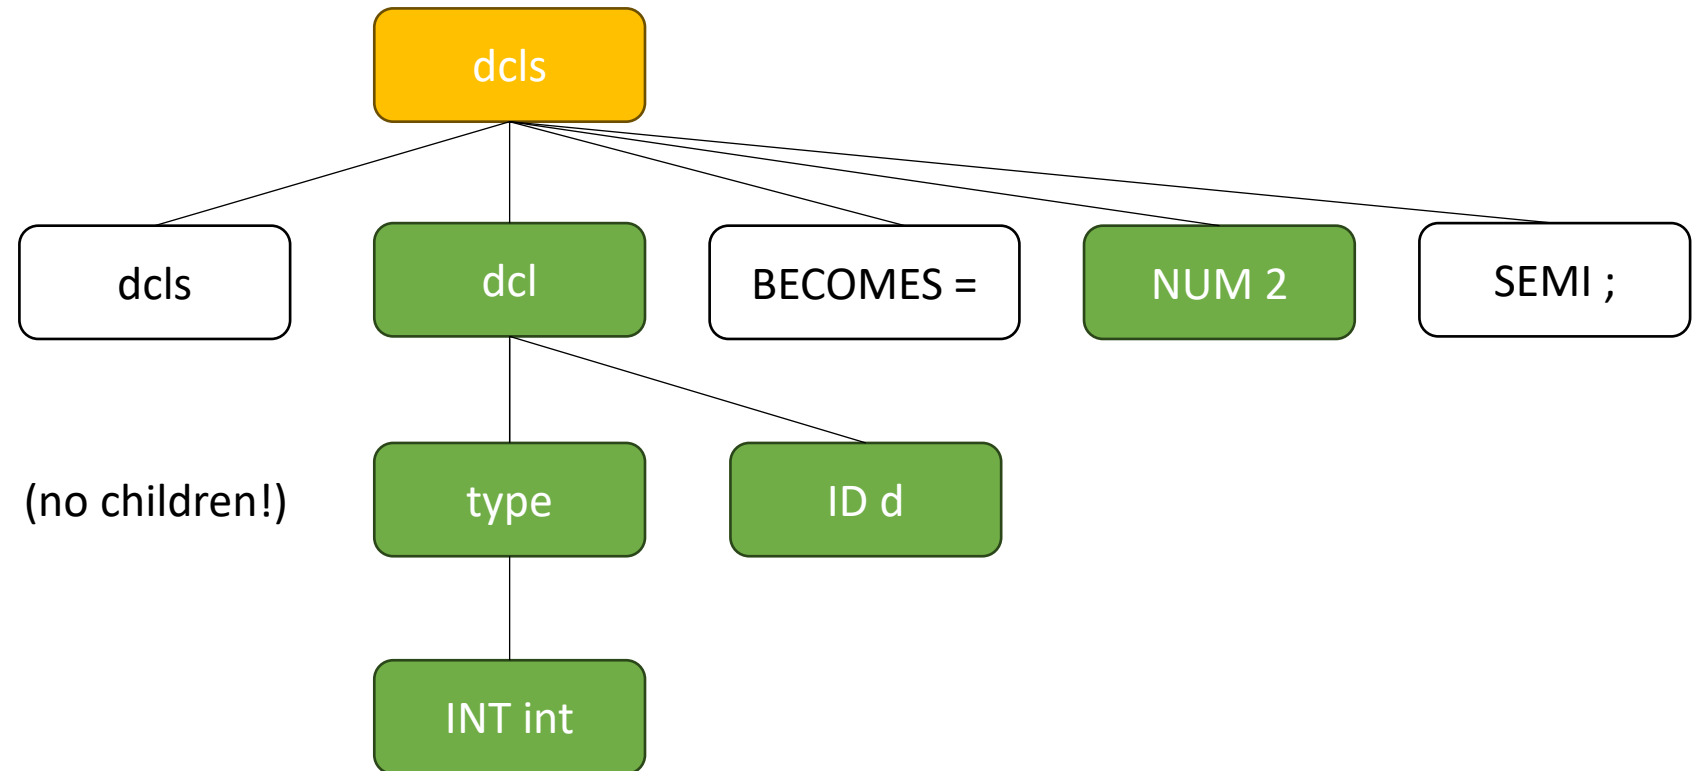 dcls
dcls
dcl
BECOMES =
NUM 2
SEMI ;
(no children!)
type
ID d
INT int